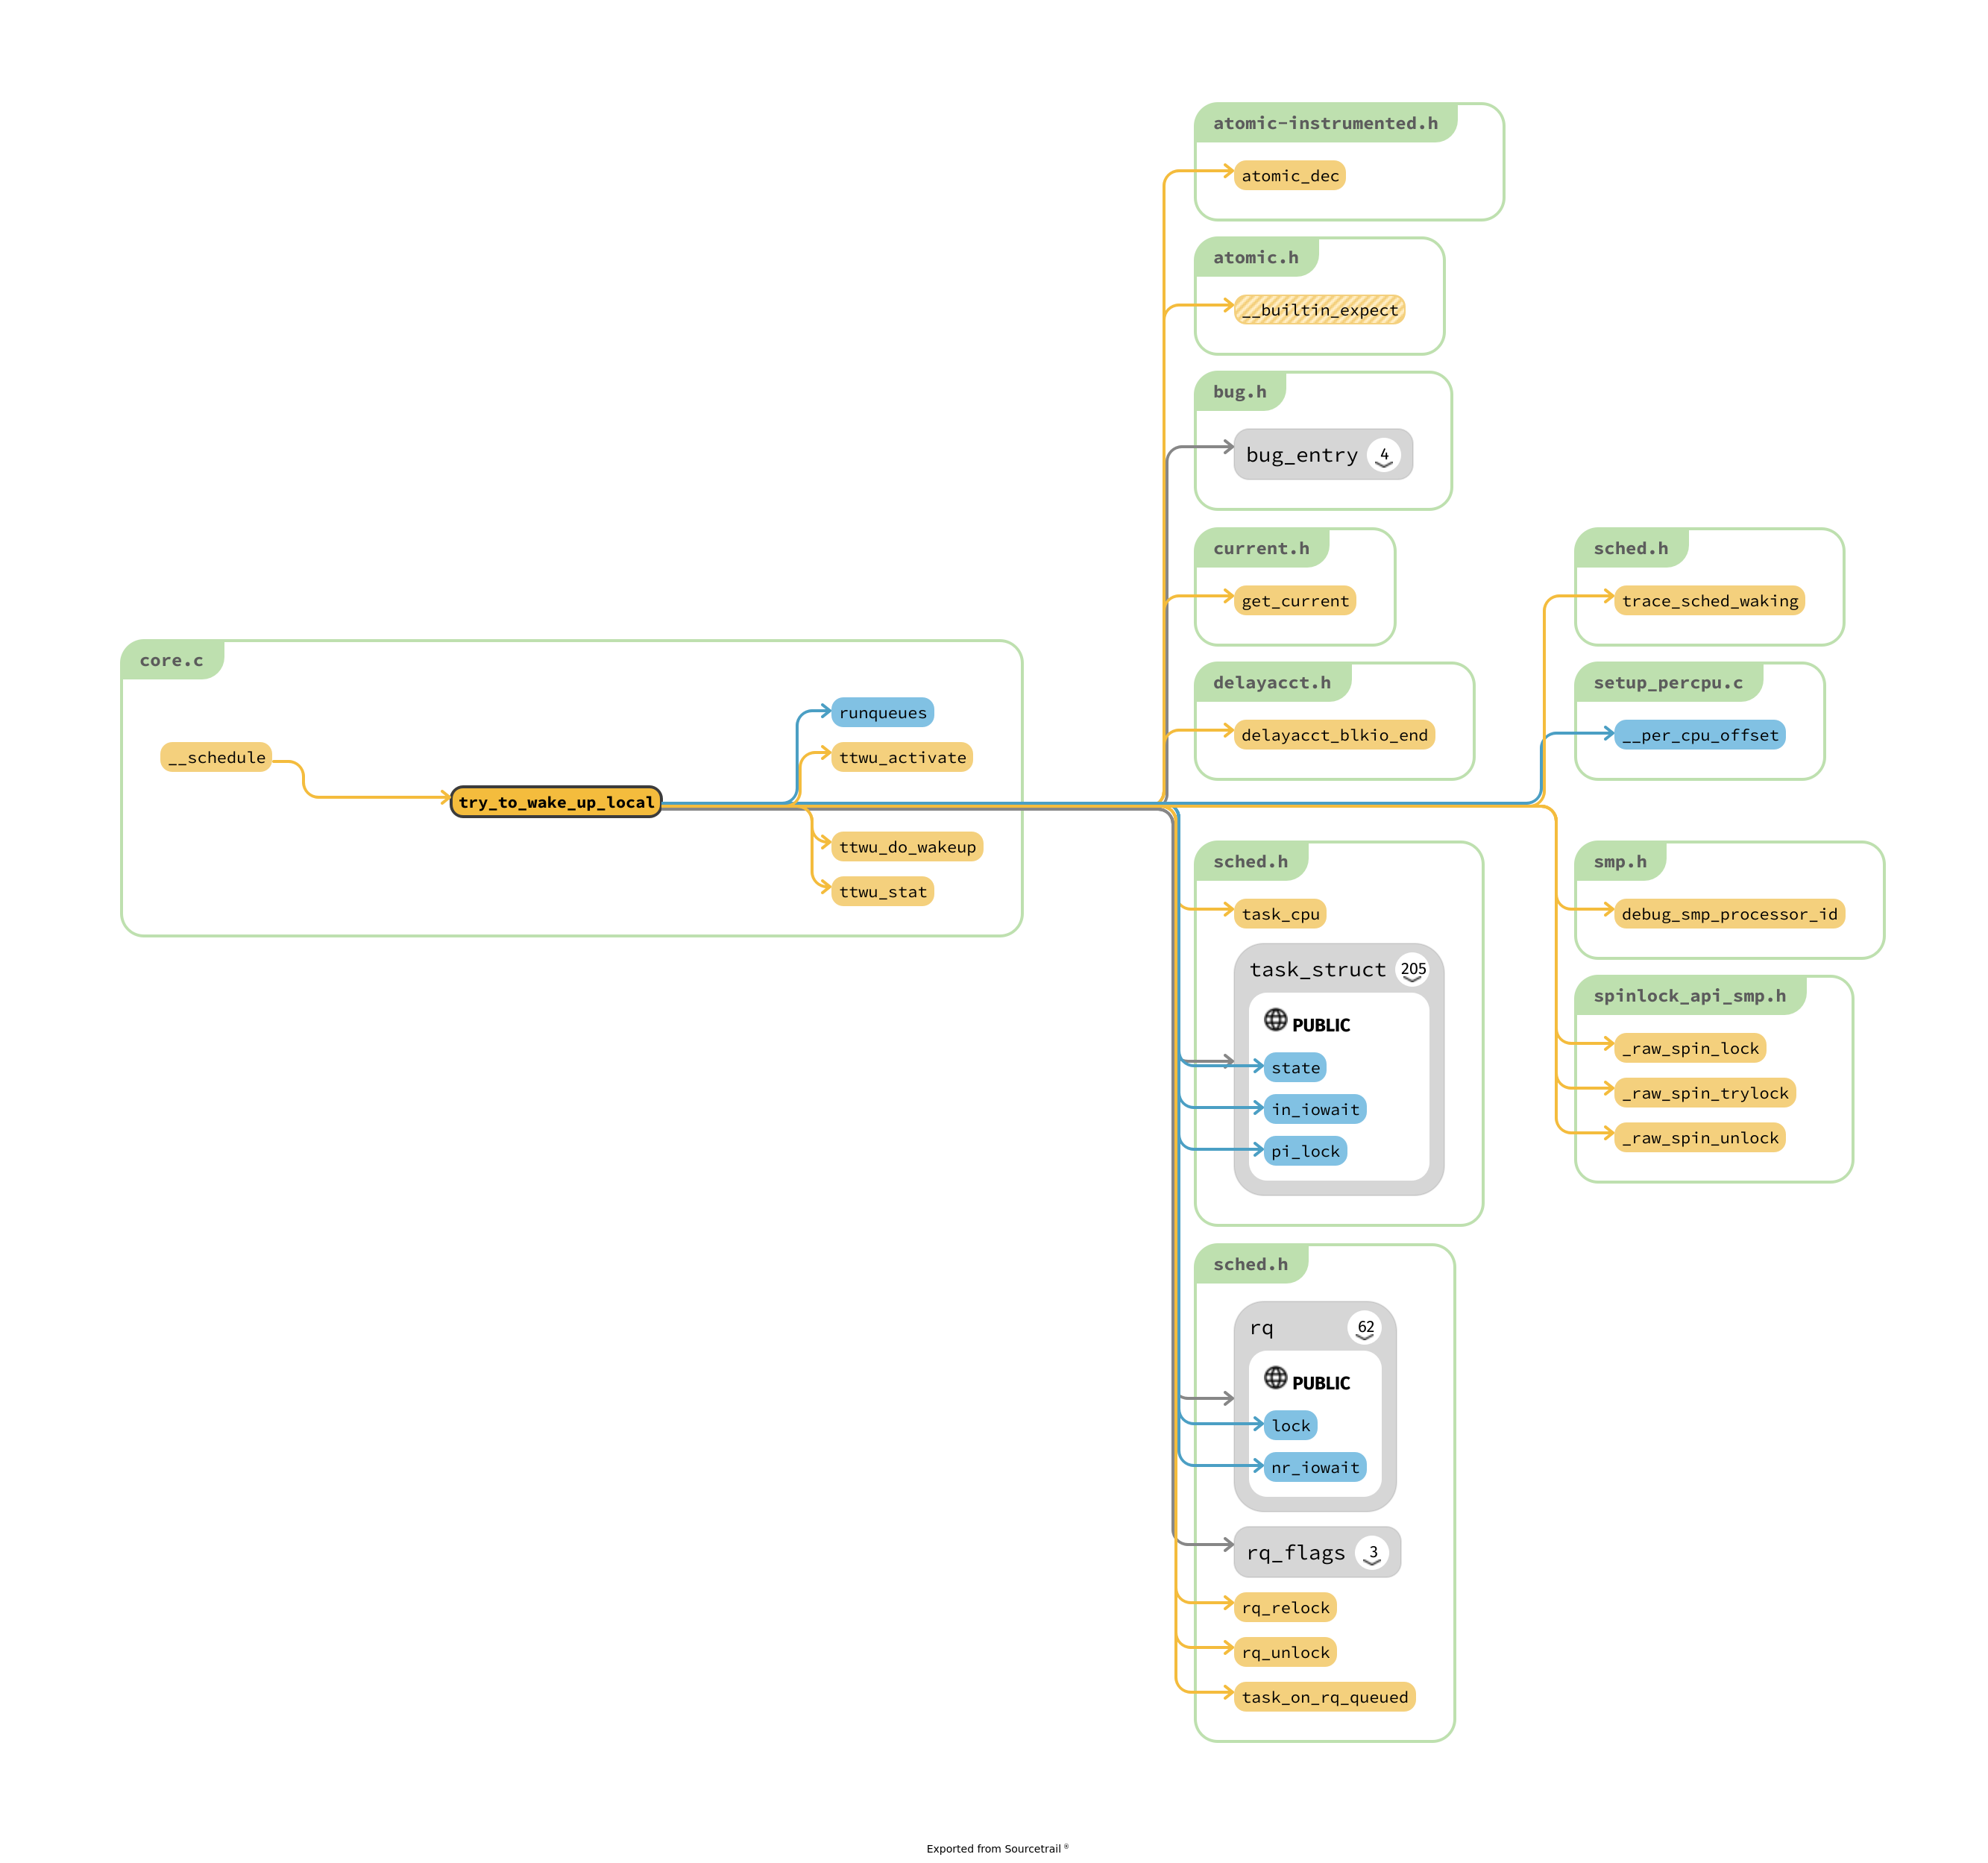 atomic-instrumented.h
atomic_dec
atomic.h
__builtin_expect
bug.h
bug_entry 4
current.h
get_current
sched.h
trace_sched_waking
core.c
runqueues
__schedule
ttwu_activate
try_to_wake_up_local
ttwu_do_wakeup
ttwu_stat
delayacct.h
delayacct_blkio_end
setup_percpu.c
__per_cpu_offset
sched.h
task_cpu
task_struct 205
PUBLIC
state
in_iowait
pi_lock
smp.h
debug_smp_processor_id
spinlock_api_smp.h
_raw_spin_lock
_raw_spin_trylock
_raw_spin_unlock
sched.h
rq 62
PUBLIC
lock
nr_iowait
rq_flags 3
rq_relock
rq_unlock
task_on_rq_queued
Exported from Sourcetrail ®